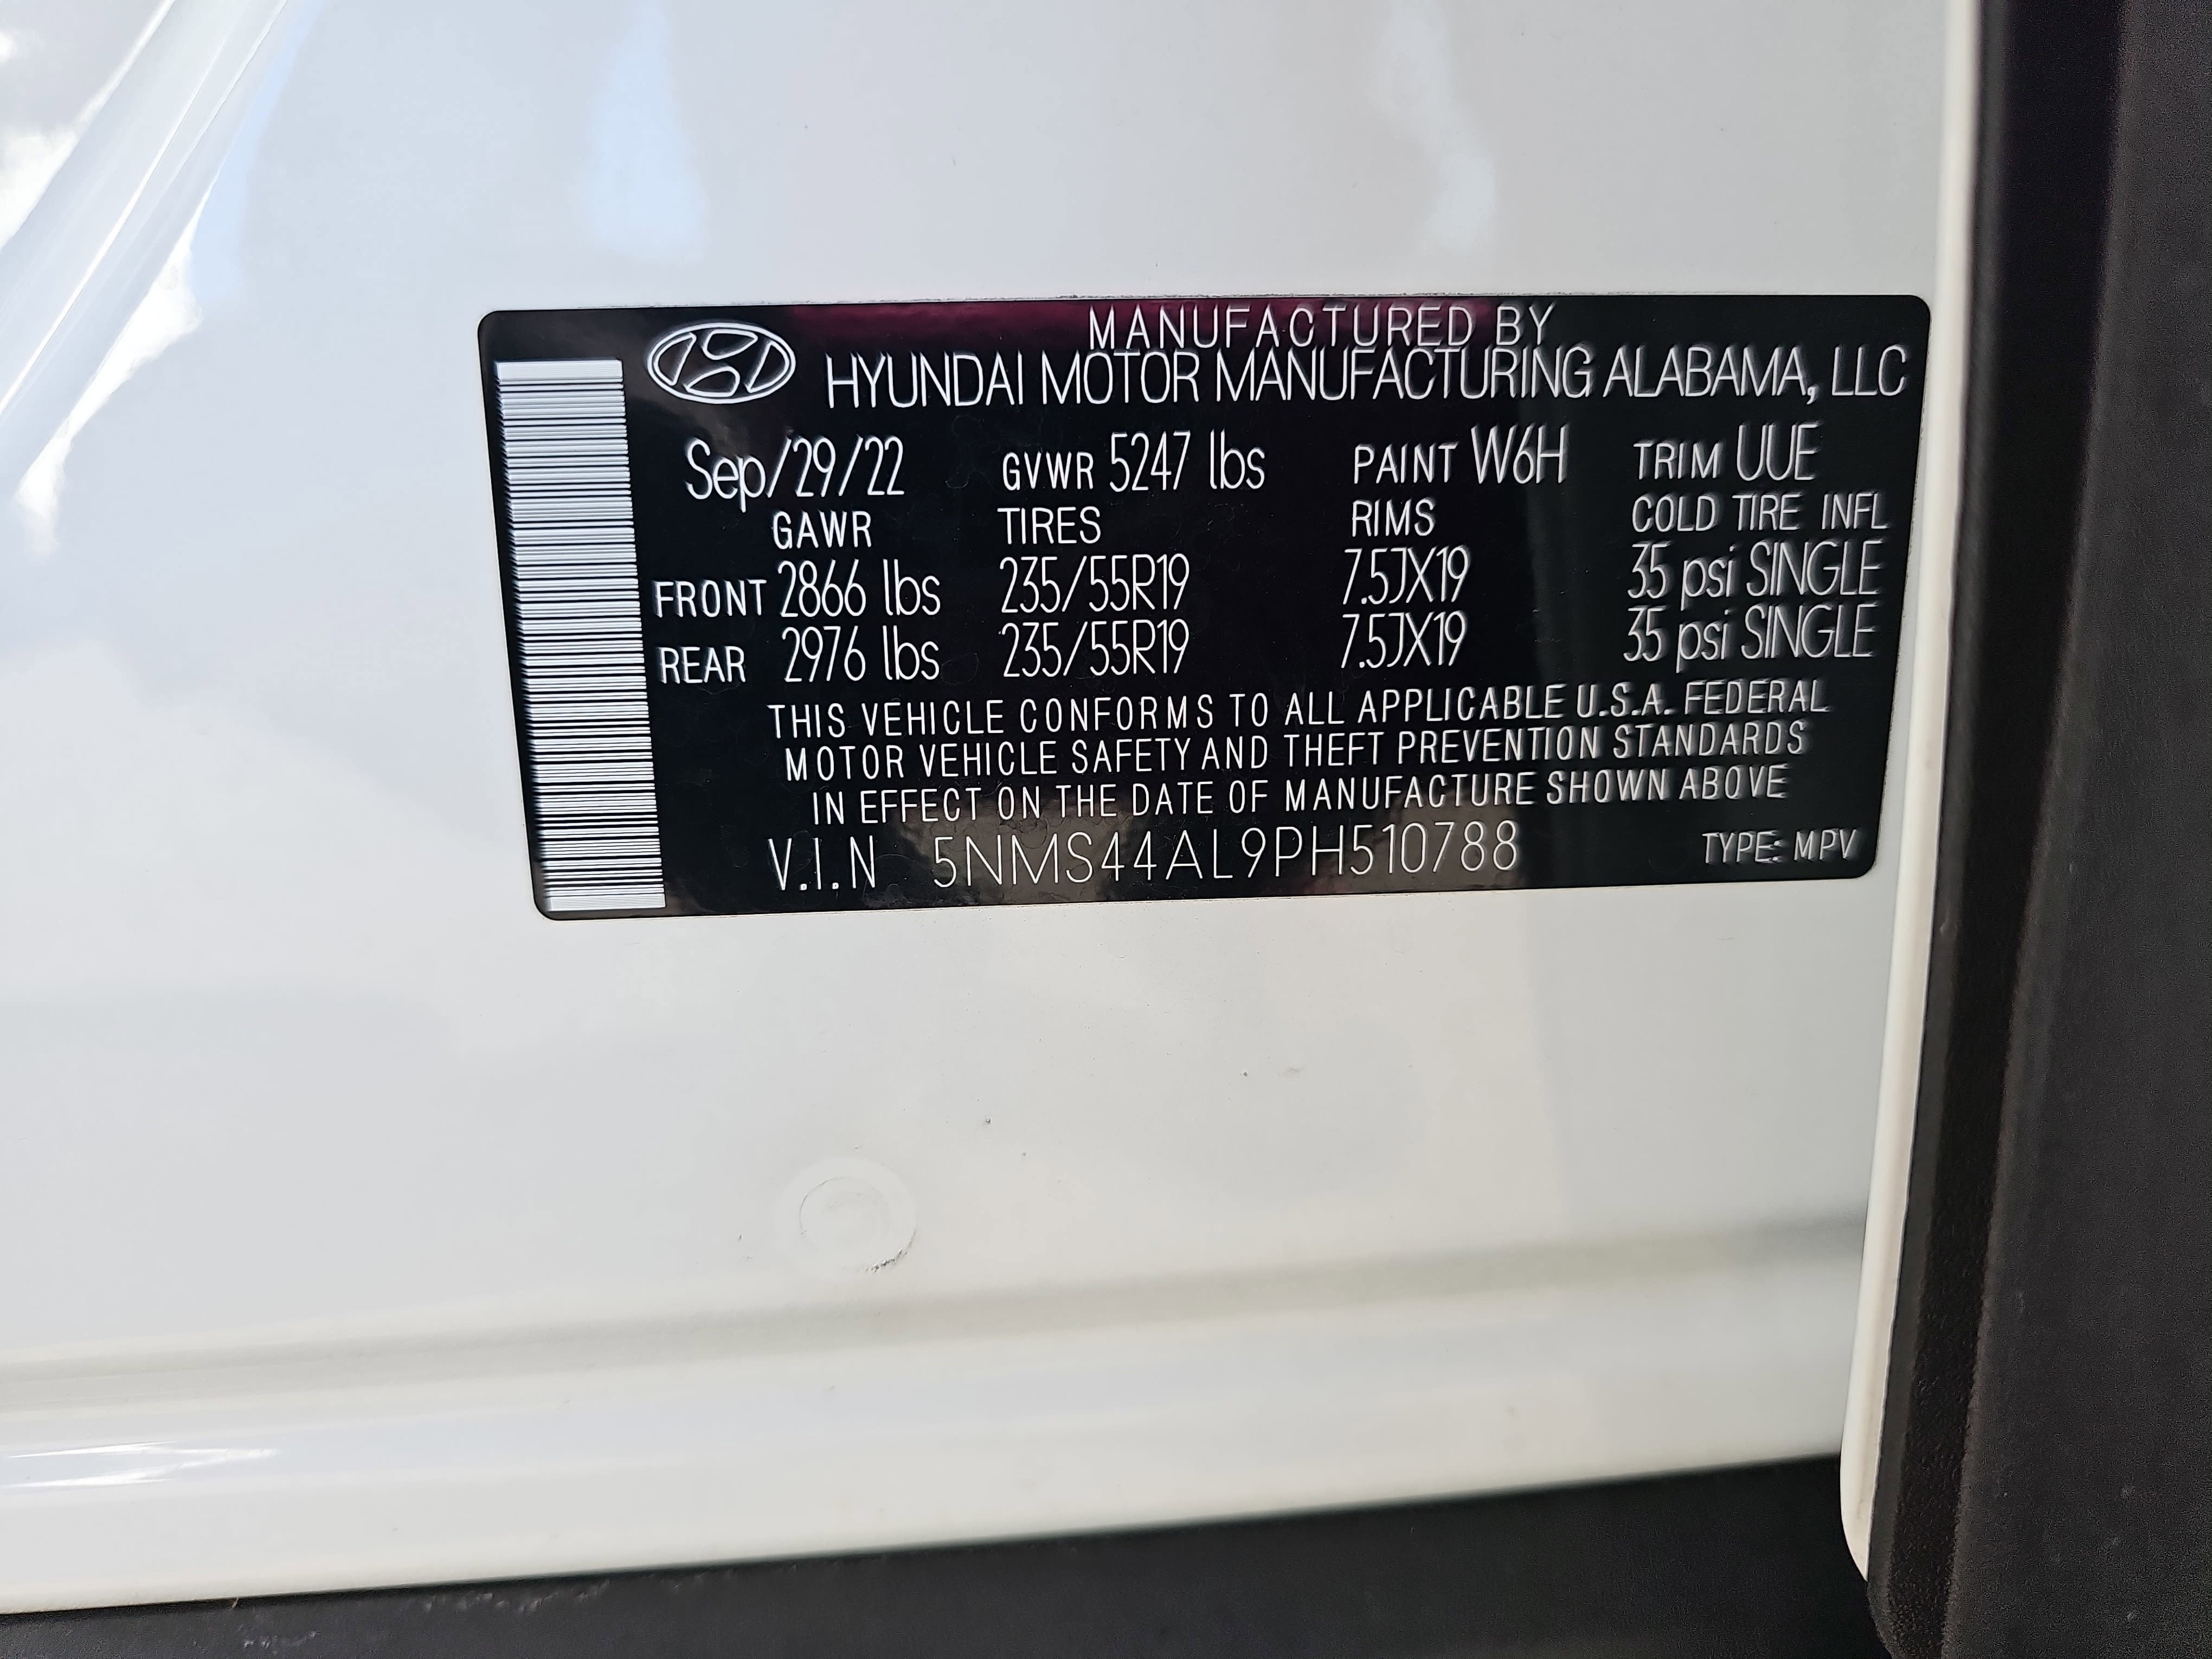 MANUFACTURED BY
HYUNDAI MOTOR MANUFACTURING ALABAMA, LLC
Sep/29/22 GVWR 5247 lbs PAINT W6H TRIM UUE
GAWR TIRES RIMS COLD TIRE INFL
FRONT 2866 lbs 235/55R19 7.5JX19 35 psi SINGLE
REAR 2976 lbs 235/55R19 7.5JX19 35 psi SINGLE
THIS VEHICLE CONFORMS TO ALL APPLICABLE U.S.A. FEDERAL
MOTOR VEHICLE SAFETY AND THEFT PREVENTION STANDARDS
IN EFFECT ON THE DATE OF MANUFACTURE SHOWN ABOVE
V.I.N 5NMS44AL9PH510788 TYPE: MPV